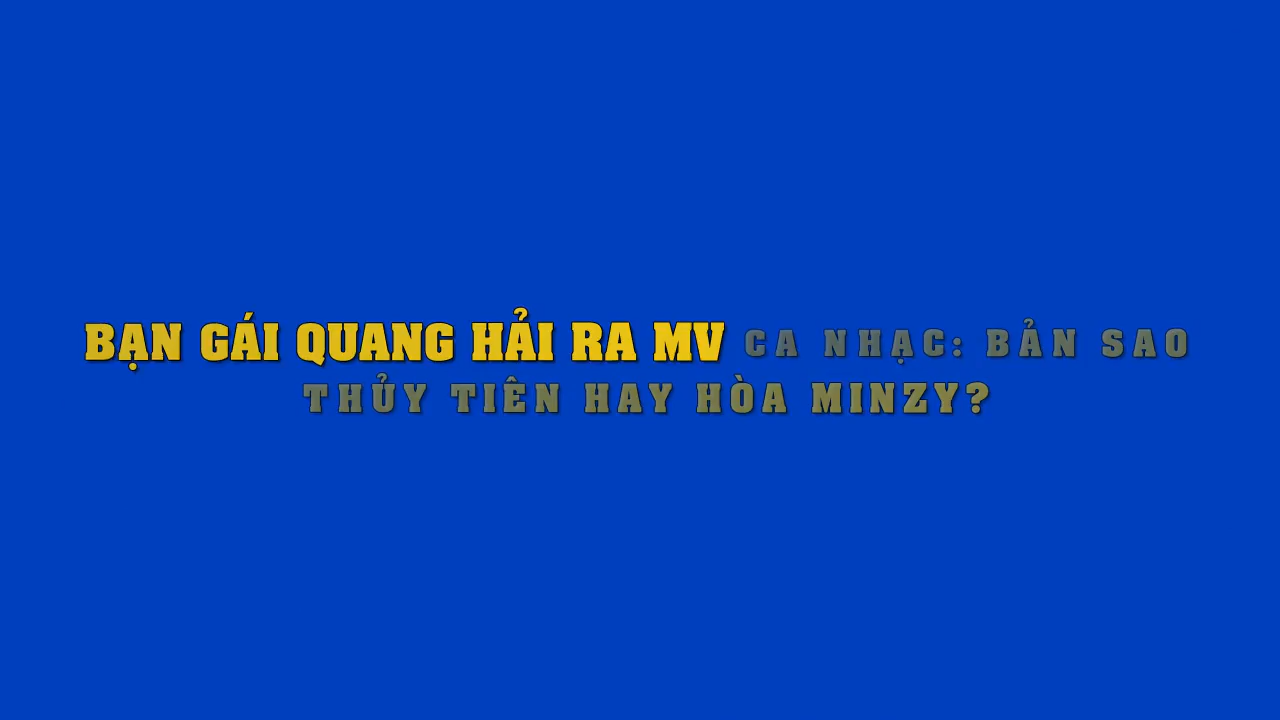 BẠN GÁI QUANG HẢI RA MV CA NHẠC: BẢN SAO
THỦY TIÊN HAY HÒA MINZY?